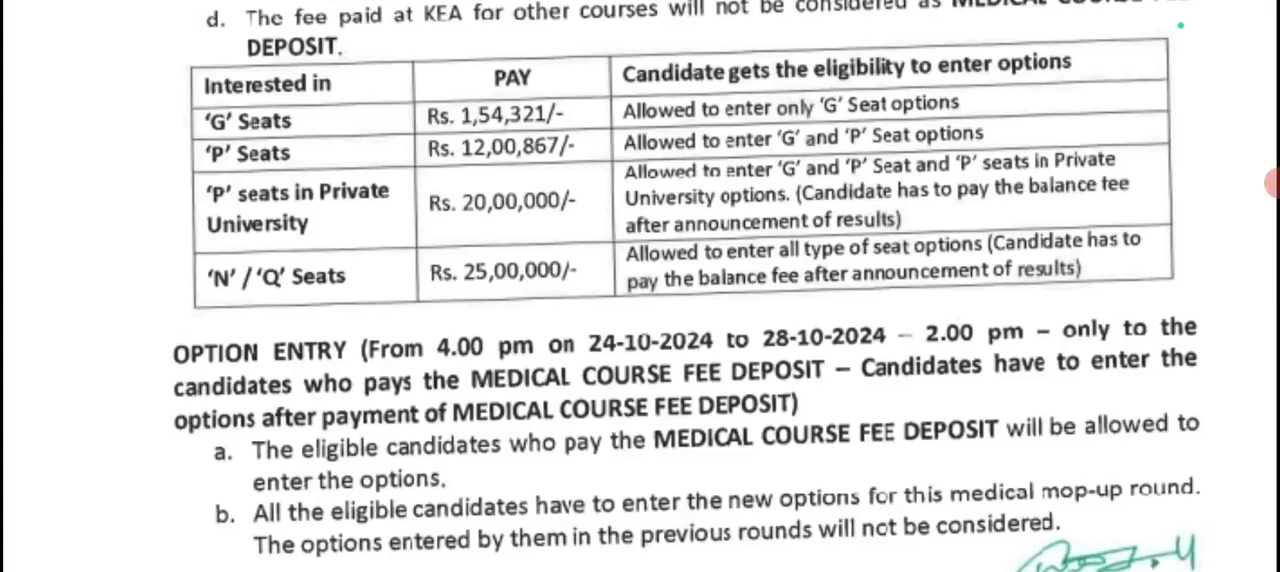 d. The fee paid at KEA for other courses will not be considered as MEDICAL COURSE FEE
DEPOSIT.
Interested in PAY Candidate gets the eligibility to enter options
'G' Seats Rs. 1,54,321/- Allowed to enter only 'G' Seat options
'P' Seats Rs. 12,00,867/- Allowed to enter 'G' and 'P' Seat options
'P' seats in Private University Rs. 20,00,000/- Allowed to enter 'G' and 'P' Seat and 'P' seats in Private
University options. (Candidate has to pay the balance fee
after announcement of results)
'N' / 'Q' Seats Rs. 25,00,000/- Allowed to enter all type of seat options (Candidate has to
pay the balance fee after announcement of results)
OPTION ENTRY (From 4.00 pm on 24-10-2024 to 28-10-2024 – 2.00 pm – only to the
candidates who pays the MEDICAL COURSE FEE DEPOSIT – Candidates have to enter the
options after payment of MEDICAL COURSE FEE DEPOSIT)
a. The eligible candidates who pay the MEDICAL COURSE FEE DEPOSIT will be allowed to
enter the options.
b. All the eligible candidates have to enter the new options for this medical mop-up round.
The options entered by them in the previous rounds will not be considered.